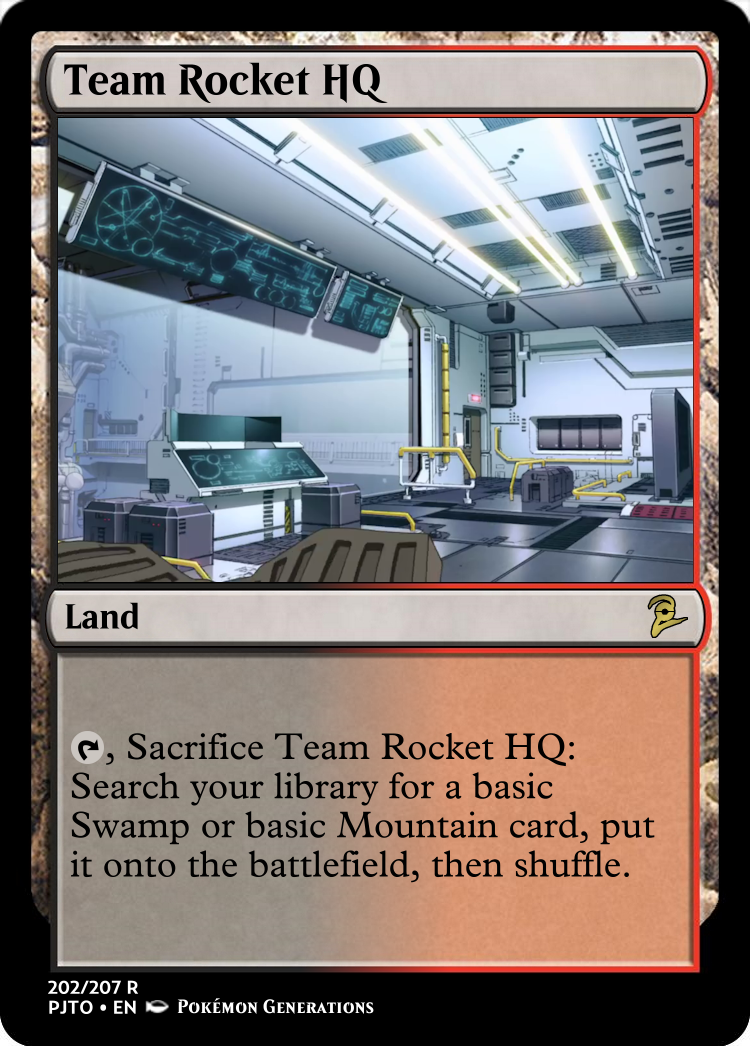 Team Rocket HQ
Land
, Sacrifice Team Rocket HQ:
Search your library for a basic
Swamp or basic Mountain card, put
it onto the battlefield, then shuffle.
202/207 R
PJTO • EN Pokémon Generations